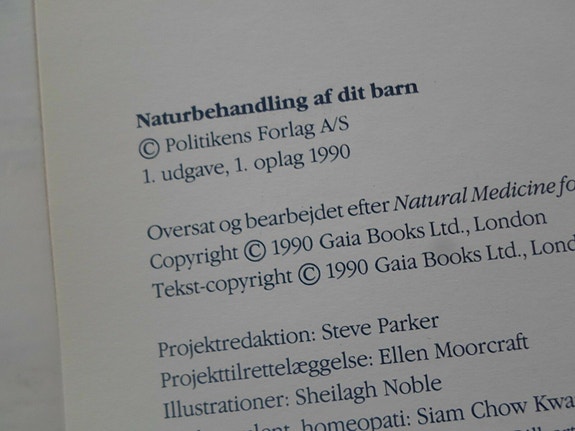 Naturbehandling af dit barn
© Politikens Forlag A/S
1. udgave, 1. oplag 1990
Oversat og bearbejdet efter Natural Medicine
Copyright © 1990 Gaia Books Ltd., London
Tekst-copyright © 1990 Gaia Books Ltd.,
Projektredaktion: Steve Parker
Projekttilrettelæggelse: Ellen Moorcraft
Illustrationer: Sheilagh Noble
homeopati: Siam Chow